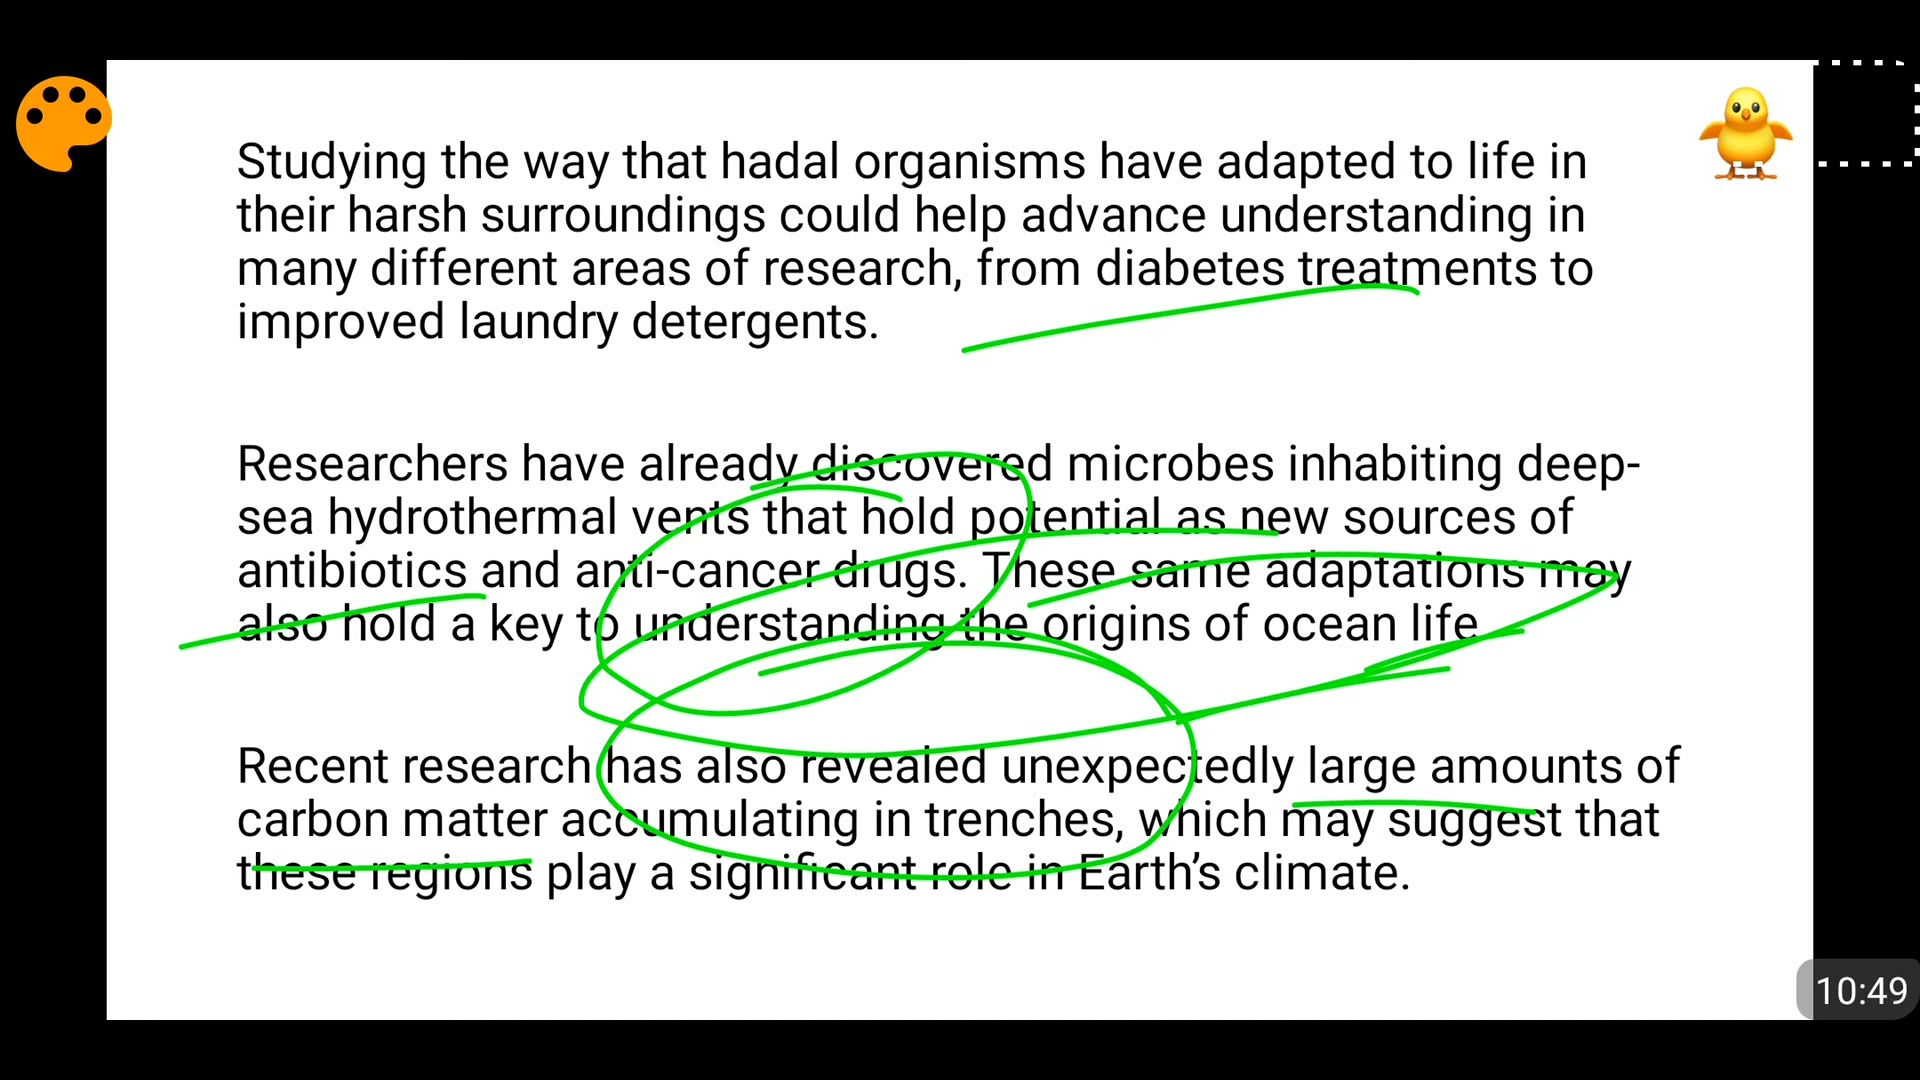 Studying the way that hadal organisms have adapted to life in
their harsh surroundings could help advance understanding in
many different areas of research, from diabetes treatments to
improved laundry detergents.
Researchers have already discovered microbes inhabiting deep-
sea hydrothermal vents that hold potential as new sources of
antibiotics and anti-cancer drugs. These same adaptations may
also hold a key to understanding the origins of ocean life.
Recent research has also revealed unexpectedly large amounts of
carbon matter accumulating in trenches, which may suggest that
these regions play a significant role in Earth’s climate.
10:49